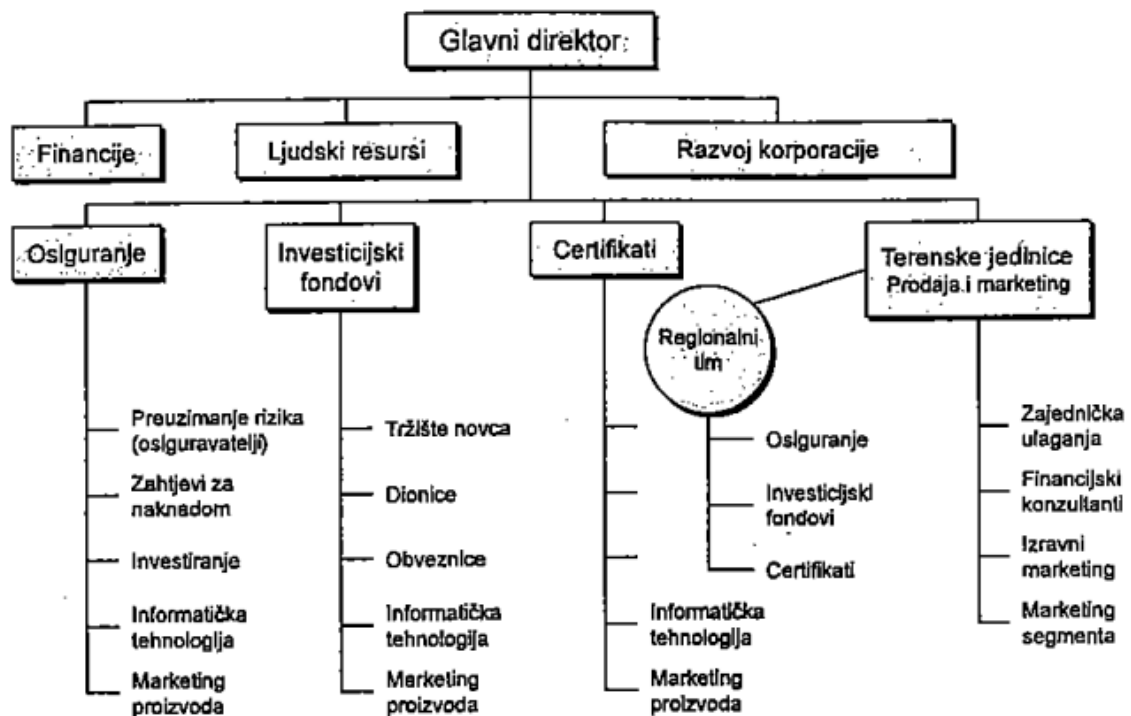 Glavni direktor
Financije
Ljudski resursi
Razvoj korporacije
Osiguranje
Investicijski
fondovi
Certifikati
Terenske jedinice
Prodaja i marketing
Regionalni
tim
Preuzimanje rizika
(osiguravatelji)
Zahtjevi za
naknadom
Investiranje
Informatička
tehnologija
Marketing
proizvoda
Tržište novca
Dionice
Obveznice
Informatička
tehnologija
Marketing
proizvoda
Informatička
tehnologija
Marketing
proizvoda
Osiguranje
Investicijski
fondovi
Certifikati
Zajednička
ulaganja
Financijski
konzultanti
Izravni
marketing
Marketing
segmenta